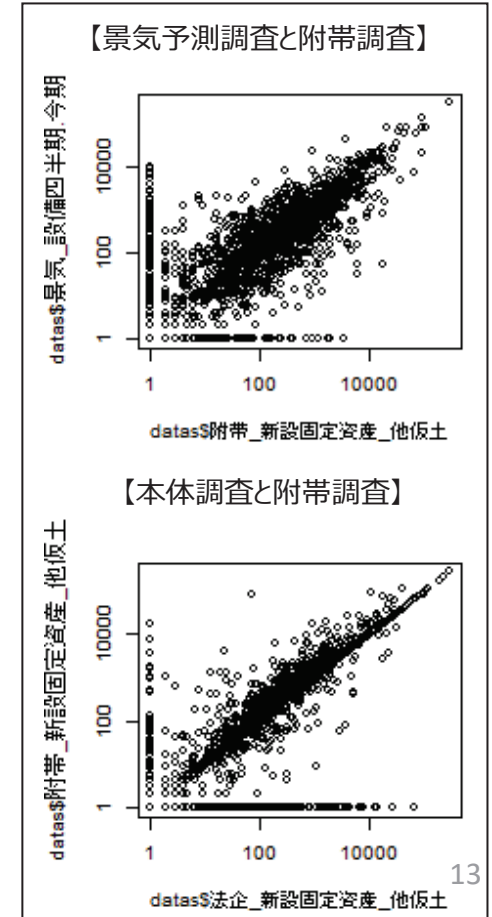 【景気予測調査と附帯調査】
datas$景気_設備四半期.今期
10000
100
1
1
100
10000
datas$附帯_新設固定資産_他仮土
【本体調査と附帯調査】
datas$附帯_新設固定資産_他仮土
10000
100
1
1
100
10000
datas$法企_新設固定資産_他仮土
13